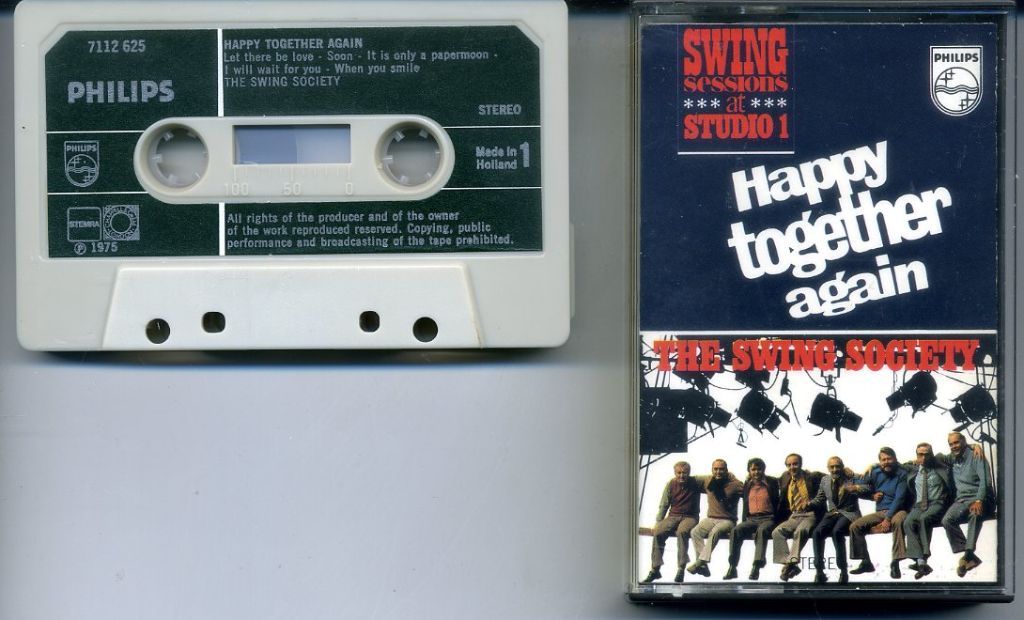 7112 625
PHILIPS
HAPPY TOGETHER AGAIN
Let there be love - Soon - It is only a papermoon -
I will wait for you - When you smile
THE SWING SOCIETY
STEREO
PHILIPS
Made in
Holland 1
100 50 0
STEMRA
℗ 1975
All rights of the producer and of the owner
of the work reproduced reserved. Copying, public
performance and broadcasting of the tape prohibited.
SWING
sessions
*** at ***
STUDIO 1
PHILIPS
Happy
together
again
THE SWING SOCIETY
STEREO